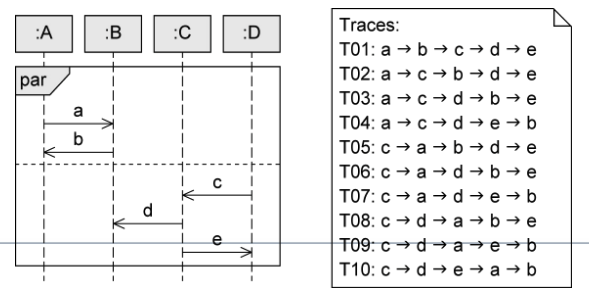 :A :B :C :D
par
a
b
c
d
e
Traces:
T01: a → b → c → d → e
T02: a → c → b → d → e
T03: a → c → d → b → e
T04: a → c → d → e → b
T05: c → a → b → d → e
T06: c → a → d → b → e
T07: c → a → d → e → b
T08: c → d → a → b → e
T09: c → d → a → e → b
T10: c → d → e → a → b